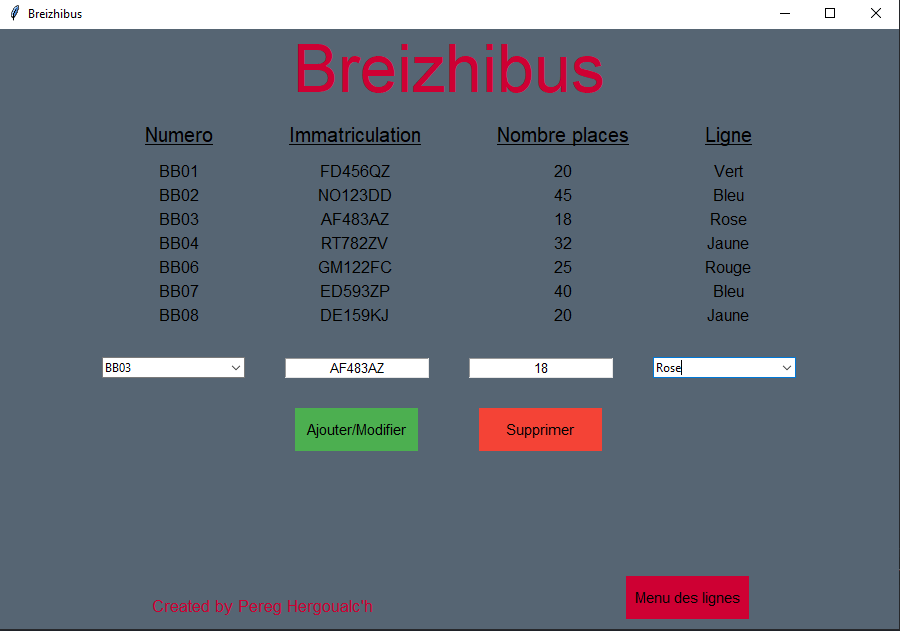 Breizhibus
Breizhibus
Numero Immatriculation Nombre places Ligne
BB01 FD456QZ 20 Vert
BB02 NO123DD 45 Bleu
BB03 AF483AZ 18 Rose
BB04 RT782ZV 32 Jaune
BB06 GM122FC 25 Rouge
BB07 ED593ZP 40 Bleu
BB08 DE159KJ 20 Jaune
BB03 AF483AZ 18 Rose
Ajouter/Modifier Supprimer
Menu des lignes
Created by Pereg Hergoualc'h